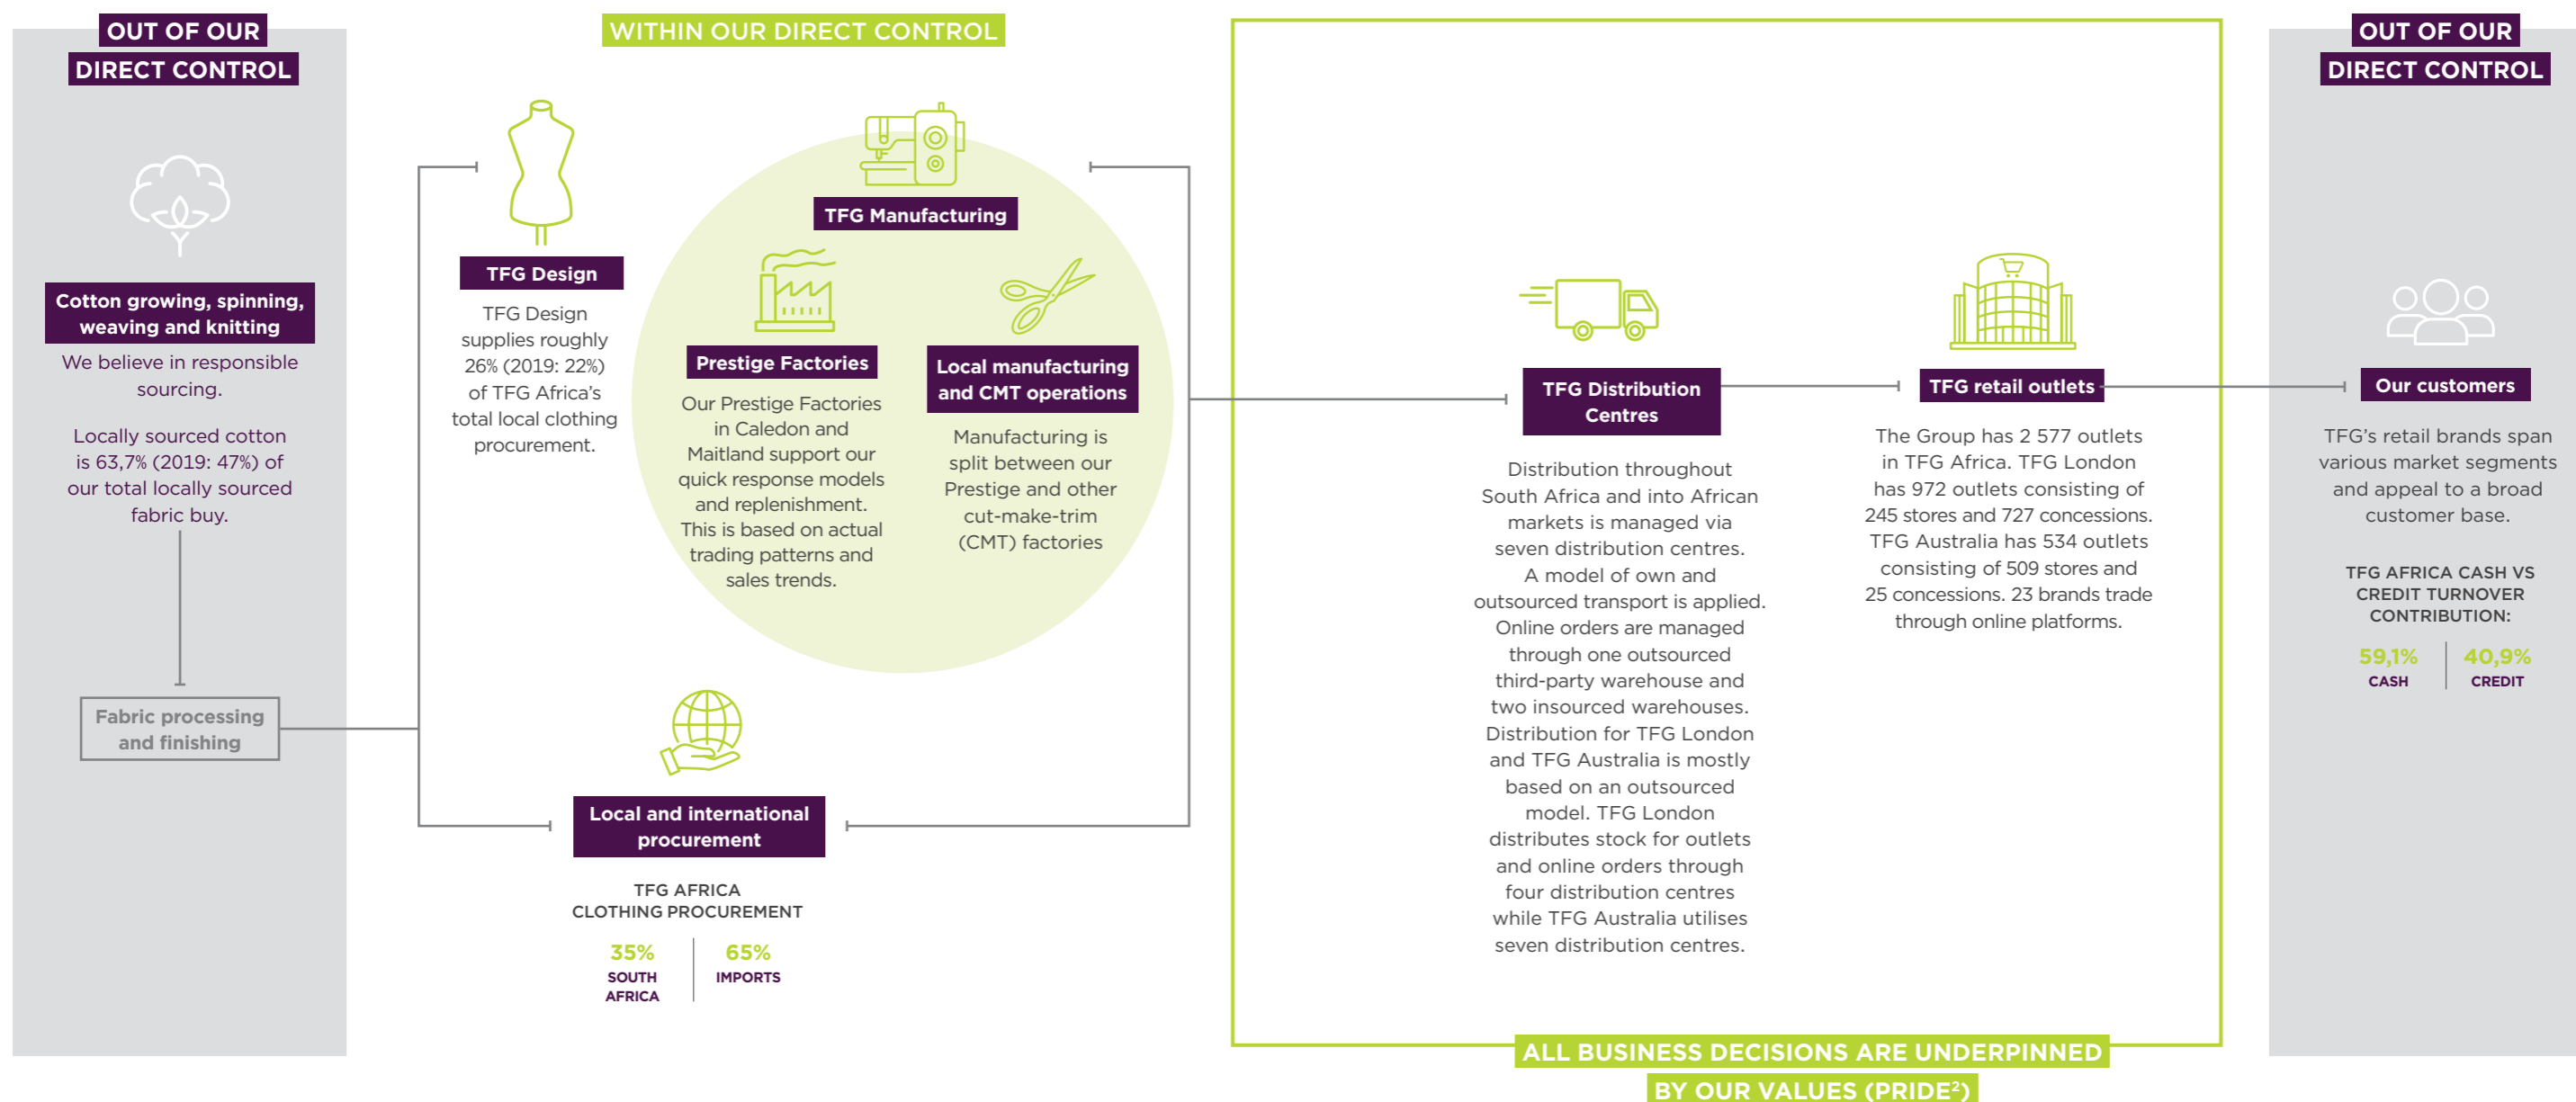 OUT OF OUR
DIRECT CONTROL
Cotton growing, spinning,
weaving and knitting
We believe in responsible
sourcing.
Locally sourced cotton
is 63,7% (2019: 47%) of
our total locally sourced
fabric buy.
Fabric processing
and finishing
WITHIN OUR DIRECT CONTROL
TFG Design
TFG Design
supplies roughly
26% (2019: 22%)
of TFG Africa’s
total local clothing
procurement.
TFG Manufacturing
Prestige Factories
Our Prestige Factories
in Caledon and
Maitland support our
quick response models
and replenishment.
This is based on actual
trading patterns and
sales trends.
Local manufacturing
and CMT operations
Manufacturing is
split between our
Prestige and other
cut-make-trim
(CMT) factories
Local and international
procurement
TFG AFRICA
CLOTHING PROCUREMENT
35%
SOUTH
AFRICA
65%
IMPORTS
TFG Distribution
Centres
Distribution throughout
South Africa and into African
markets is managed via
seven distribution centres.
A model of own and
outsourced transport is applied.
Online orders are managed
through one outsourced
third-party warehouse and
two insourced warehouses.
Distribution for TFG London
and TFG Australia is mostly
based on an outsourced
model. TFG London
distributes stock for outlets
and online orders through
four distribution centres
while TFG Australia utilises
seven distribution centres.
TFG retail outlets
The Group has 2 577 outlets
in TFG Africa. TFG London
has 972 outlets consisting of
245 stores and 727 concessions.
TFG Australia has 534 outlets
consisting of 509 stores and
25 concessions. 23 brands trade
through online platforms.
ALL BUSINESS DECISIONS ARE UNDERPINNED
BY OUR VALUES (PRIDE²)
OUT OF OUR
DIRECT CONTROL
Our customers
TFG’s retail brands span
various market segments
and appeal to a broad
customer base.
TFG AFRICA CASH VS
CREDIT TURNOVER
CONTRIBUTION:
59,1%
CASH
40,9%
CREDIT